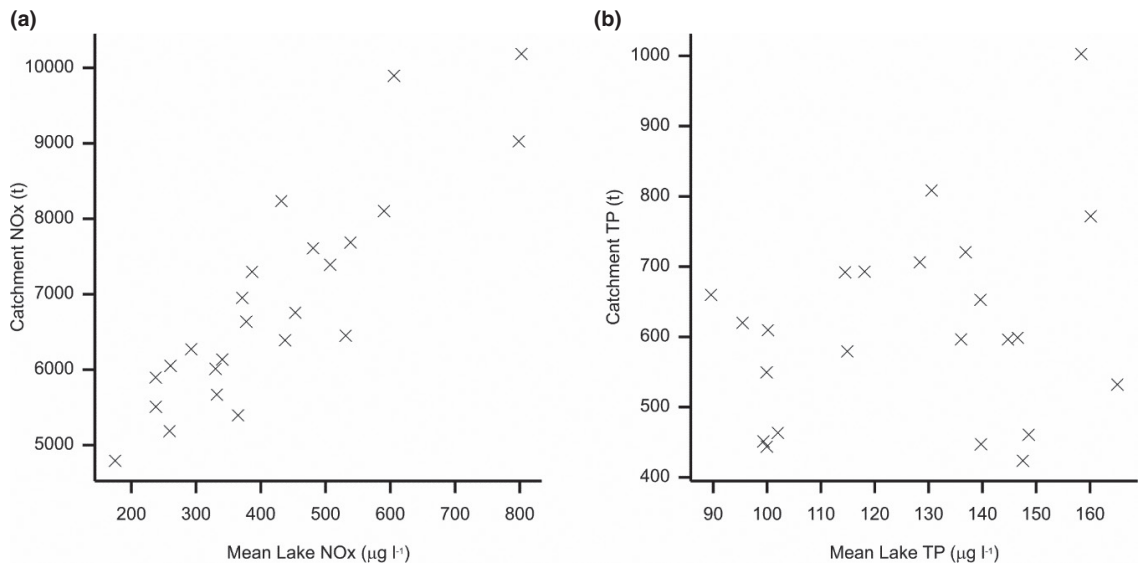 (a)
Catchment NOx (t)
10000
9000
8000
7000
6000
5000
200 300 400 500 600 700 800
Mean Lake NOx (μg l⁻¹)
(b)
Catchment TP (t)
1000
900
800
700
600
500
400
90 100 110 120 130 140 150 160
Mean Lake TP (μg l⁻¹)